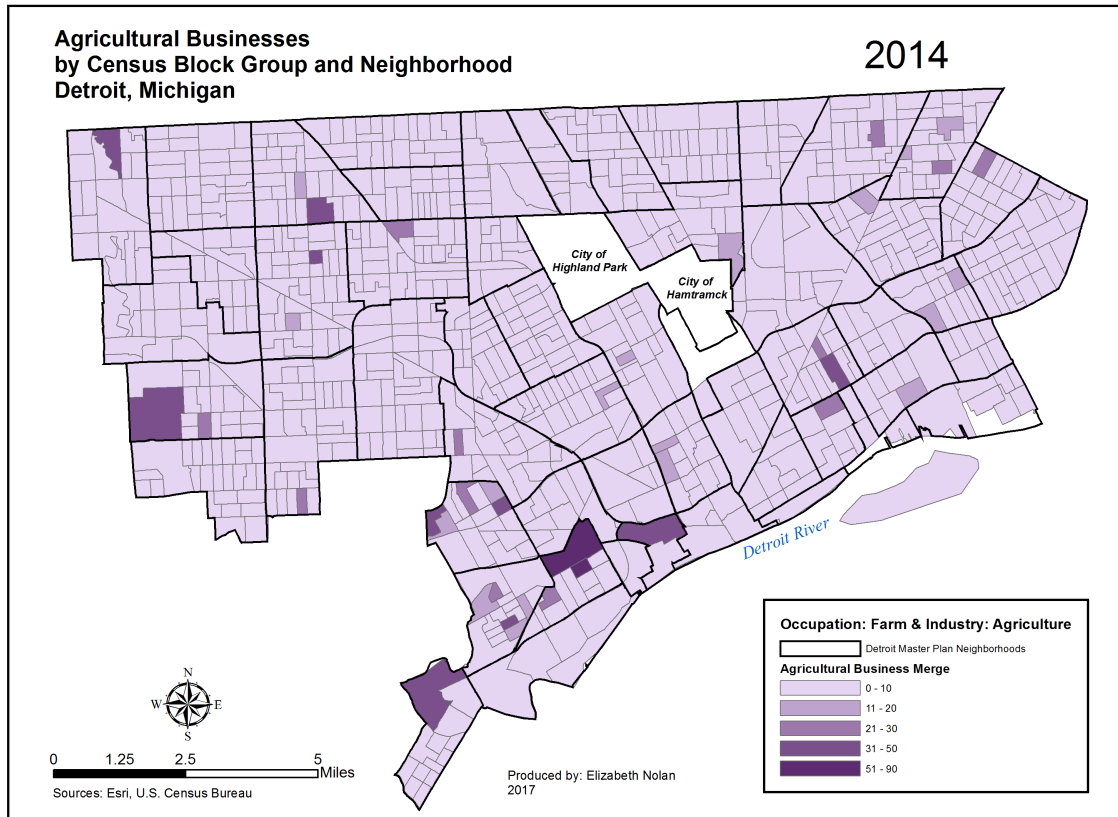 Agricultural Businesses
by Census Block Group and Neighborhood
Detroit, Michigan
2014
City of
Highland Park
City of
Hamtramck
Detroit River
Occupation: Farm & Industry: Agriculture
Detroit Master Plan Neighborhoods
Agricultural Business Merge
0 - 10
11 - 20
21 - 30
31 - 50
51 - 90
N
W E
S
0 1.25 2.5 5
Miles
Sources: Esri, U.S. Census Bureau
Produced by: Elizabeth Nolan
2017